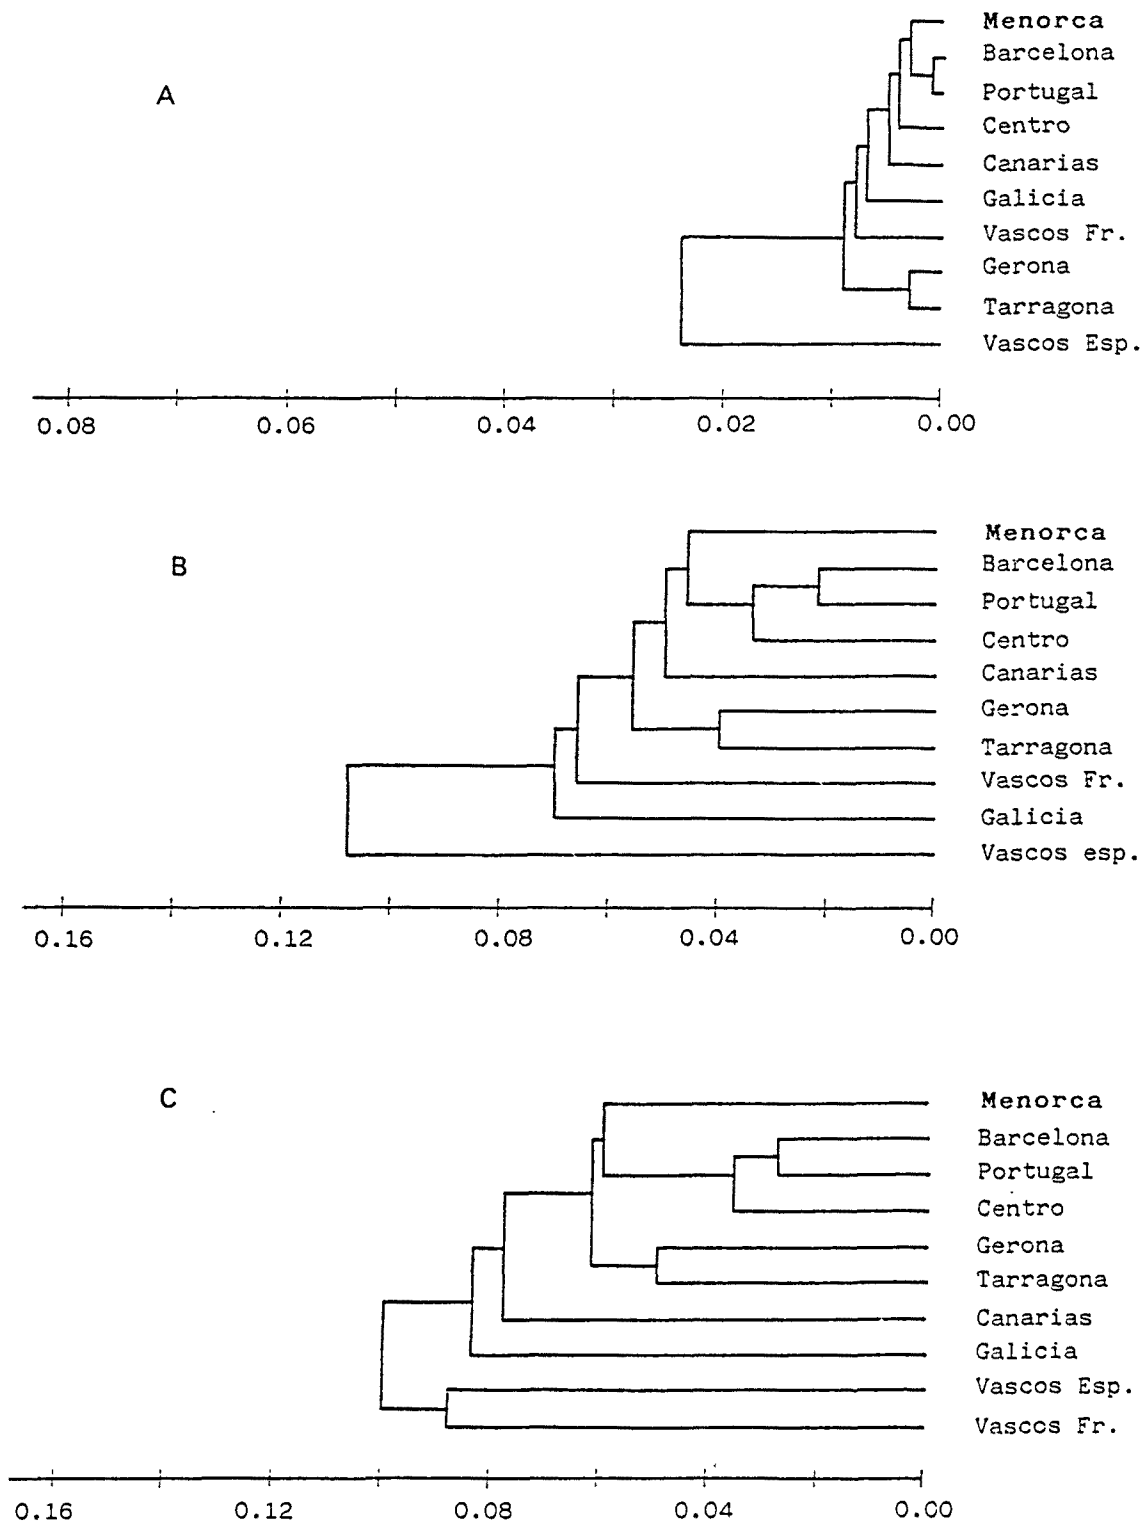 Menorca
Barcelona
A
Portugal
Centro
Canarias
Galicia
Vascos Fr.
Gerona
Tarragona
Vascos Esp.
0.08 0.06 0.04 0.02 0.00
Menorca
B
Barcelona
Portugal
Centro
Canarias
Gerona
Tarragona
Vascos Fr.
Galicia
Vascos esp.
0.16 0.12 0.08 0.04 0.00
C
Menorca
Barcelona
Portugal
Centro
Gerona
Tarragona
Canarias
Galicia
Vascos Esp.
Vascos Fr.
0.16 0.12 0.08 0.04 0.00